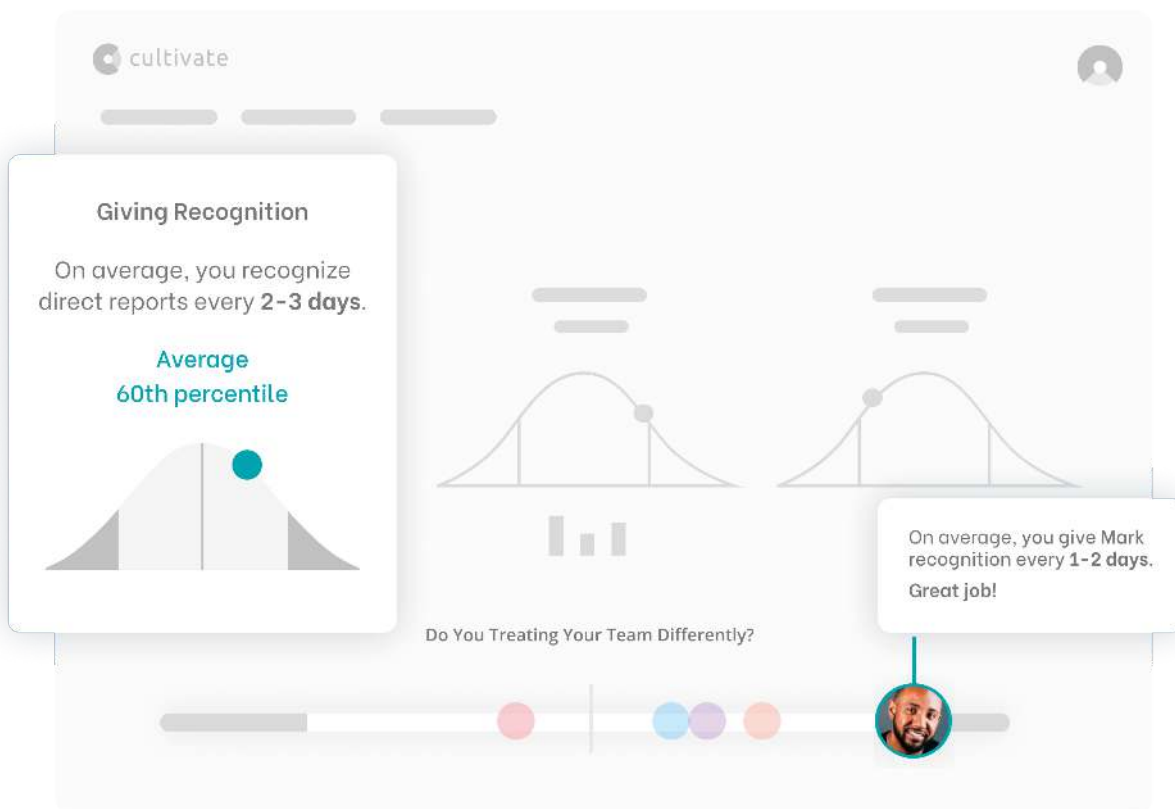 cultivate
Giving Recognition
On average, you recognize
direct reports every 2-3 days.
Average
60th percentile
On average, you give Mark
recognition every 1-2 days.
Great job!
Do You Treating Your Team Differently?